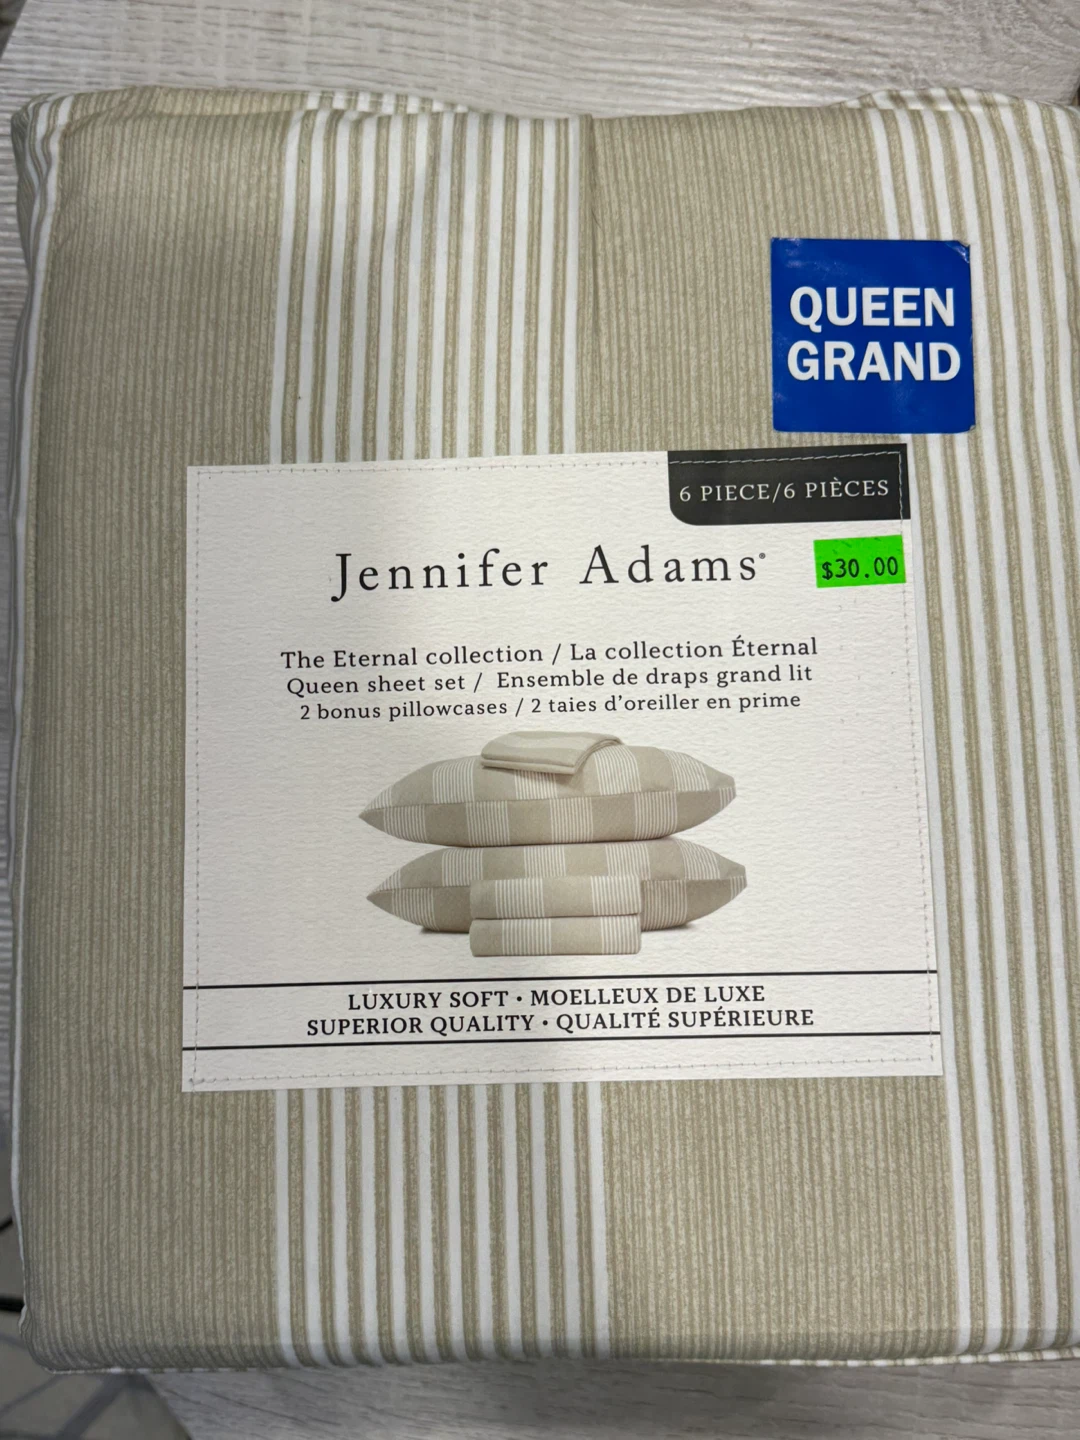 QUEEN
GRAND
6 PIECE/6 PIÈCES
Jennifer Adams®
$30.00
The Eternal collection / La collection Éternal
Queen sheet set / Ensemble de draps grand lit
2 bonus pillowcases / 2 taies d'oreiller en prime
LUXURY SOFT • MOELLEUX DE LUXE
SUPERIOR QUALITY • QUALITÉ SUPÉRIEURE